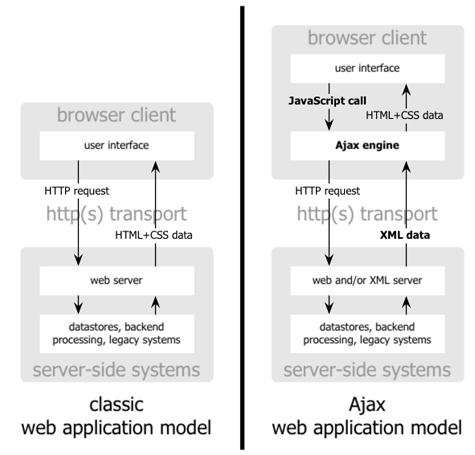 browser client
user interface
HTTP request
http(s) transport
HTML+CSS data
web server
datastores, backend
processing, legacy systems
server-side systems
classic
web application model
browser client
user interface
JavaScript call
HTML+CSS data
Ajax engine
HTTP request
http(s) transport
XML data
web and/or XML server
datastores, backend
processing, legacy systems
server-side systems
Ajax
web application model